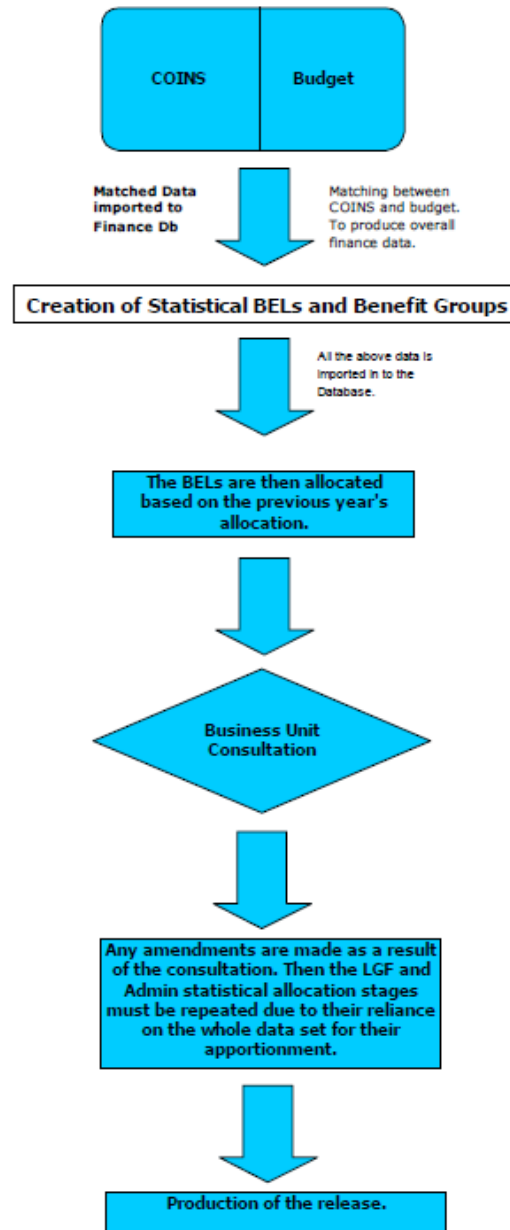 COINS
Budget
Matched Data
imported to
Finance Db
Matching between
COINS and budget.
To produce overall
finance data.
Creation of Statistical BELs and Benefit Groups
All the above data is
imported in to the
Database.
The BELs are then allocated
based on the previous year's
allocation.
Business Unit
Consultation
Any amendments are made as a result
of the consultation. Then the LGF and
Admin statistical allocation stages
must be repeated due to their reliance
on the whole data set for their
apportionment.
Production of the release.